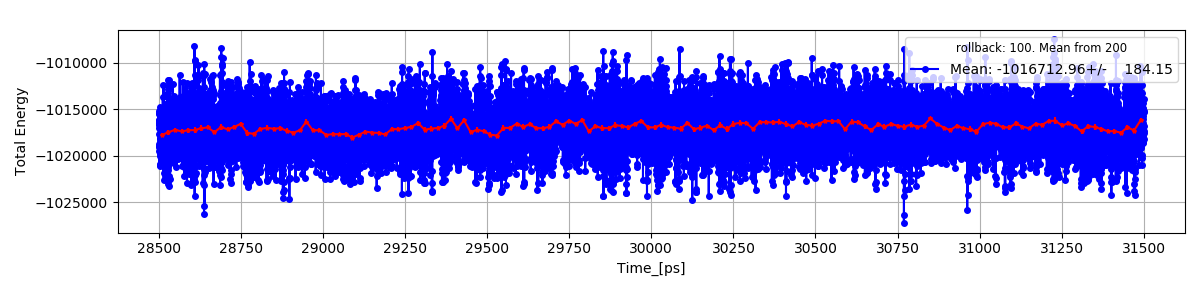 rollback: 100. Mean from 200
Mean: -1016712.96+/-    184.15
Total Energy
−1010000
−1015000
−1020000
−1025000
28500 28750 29000 29250 29500 29750 30000 30250 30500 30750 31000 31250 31500
Time_[ps]